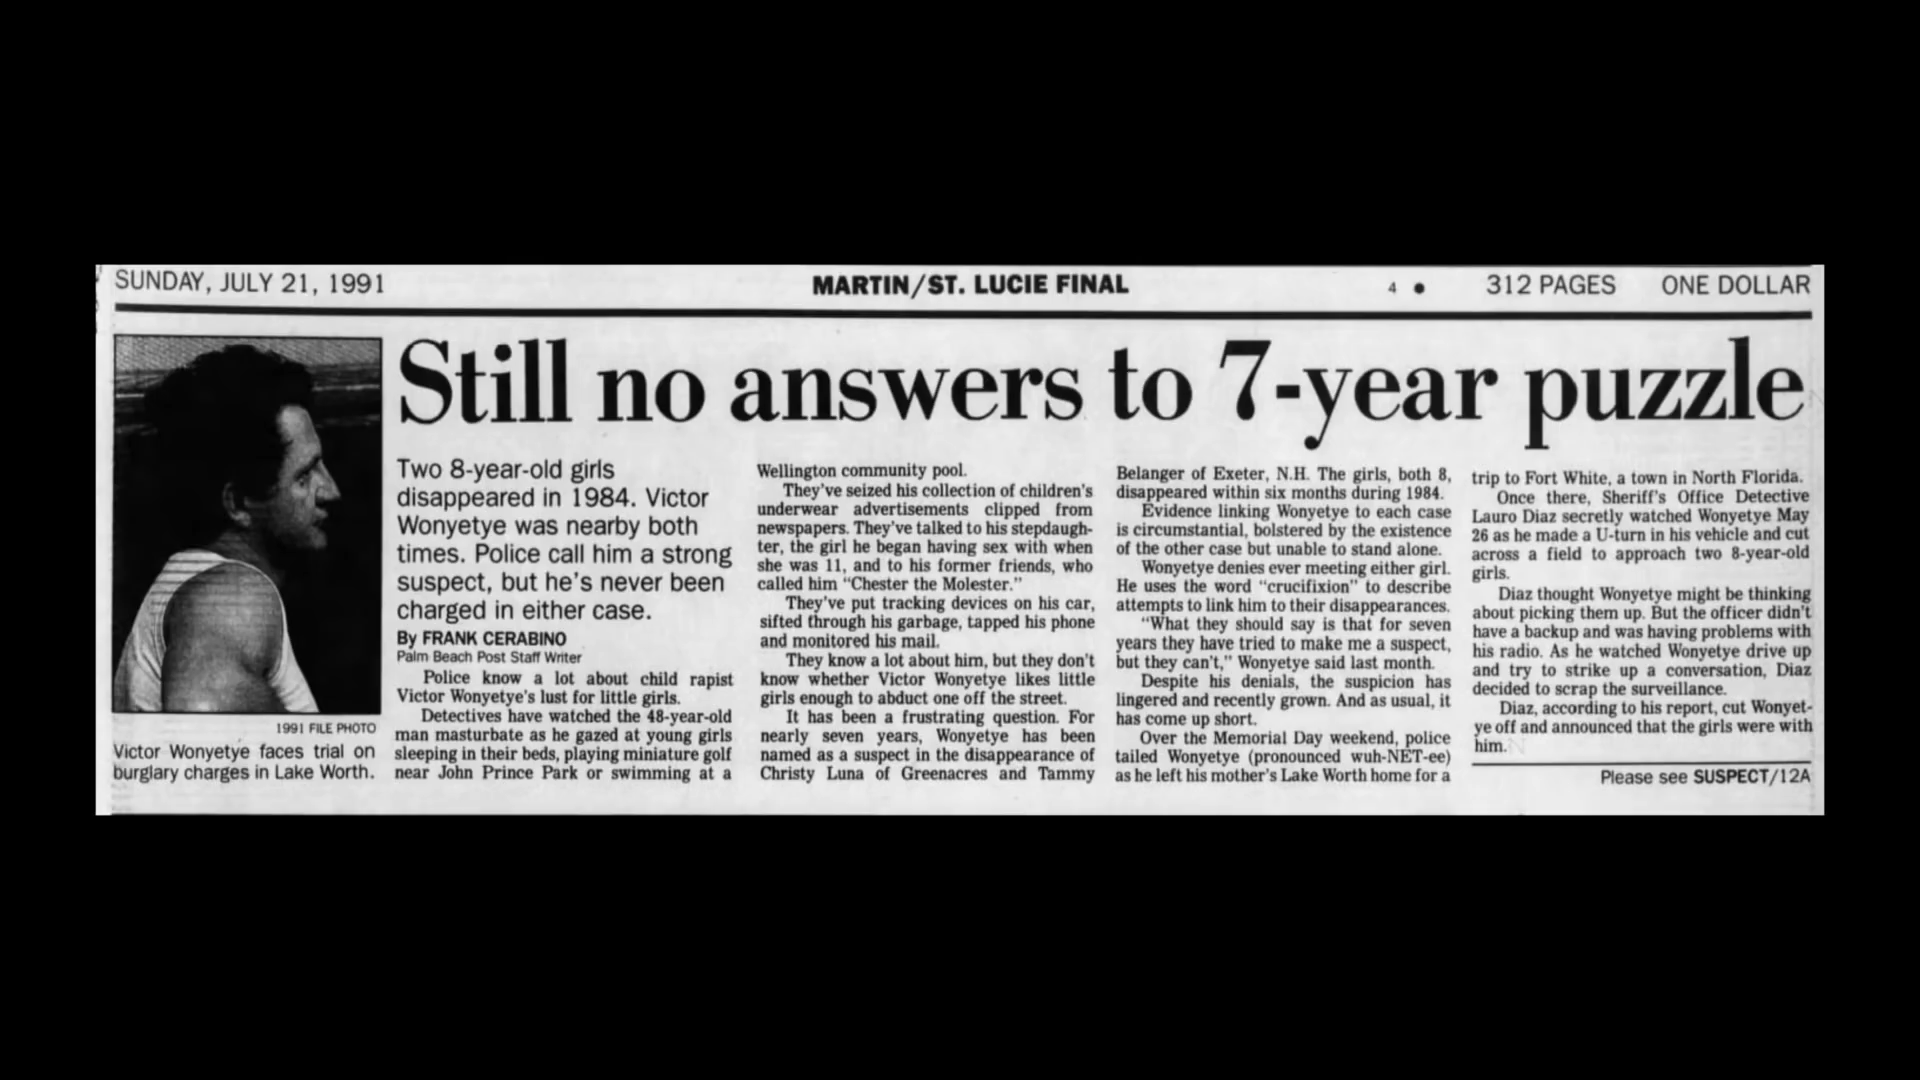 SUNDAY, JULY 21, 1991
MARTIN/ST. LUCIE FINAL
4 ●
312 PAGES
ONE DOLLAR
Still no answers to 7-year puzzle
1991 FILE PHOTO
Victor Wonyetye faces trial on
burglary charges in Lake Worth.
Two 8-year-old girls
disappeared in 1984. Victor
Wonyetye was nearby both
times. Police call him a strong
suspect, but he's never been
charged in either case.
By FRANK CERABINO
Palm Beach Post Staff Writer
Police know a lot about child rapist
Victor Wonyetye's lust for little girls.
Detectives have watched the 48-year-old
man masturbate as he gazed at young girls
sleeping in their beds, playing miniature golf
near John Prince Park or swimming at a
Wellington community pool.
They've seized his collection of children's
underwear advertisements clipped from
newspapers. They've talked to his stepdaugh-
ter, the girl he began having sex with when
she was 11, and to his former friends, who
called him "Chester the Molester."
They've put tracking devices on his car,
sifted through his garbage, tapped his phone
and monitored his mail.
They know a lot about him, but they don't
know whether Victor Wonyetye likes little
girls enough to abduct one off the street.
It has been a frustrating question. For
nearly seven years, Wonyetye has been
named as a suspect in the disappearance of
Christy Luna of Greenacres and Tammy
Belanger of Exeter, N.H. The girls, both 8,
disappeared within six months during 1984.
Evidence linking Wonyetye to each case
is circumstantial, bolstered by the existence
of the other case but unable to stand alone.
Wonyetye denies ever meeting either girl.
He uses the word "crucifixion" to describe
attempts to link him to their disappearances.
"What they should say is that for seven
years they have tried to make me a suspect,
but they can't," Wonyetye said last month.
Despite his denials, the suspicion has
lingered and recently grown. And as usual, it
has come up short.
Over the Memorial Day weekend, police
tailed Wonyetye (pronounced wuh-NET-ee)
as he left his mother's Lake Worth home for a
trip to Fort White, a town in North Florida.
Once there, Sheriff's Office Detective
Lauro Diaz secretly watched Wonyetye May
26 as he made a U-turn in his vehicle and cut
across a field to approach two 8-year-old
girls.
Diaz thought Wonyetye might be thinking
about picking them up. But the officer didn't
have a backup and was having problems with
his radio. As he watched Wonyetye drive up
and try to strike up a conversation, Diaz
decided to scrap the surveillance.
Diaz, according to his report, cut Wonyet-
ye off and announced that the girls were with
him.
Please see SUSPECT/12A